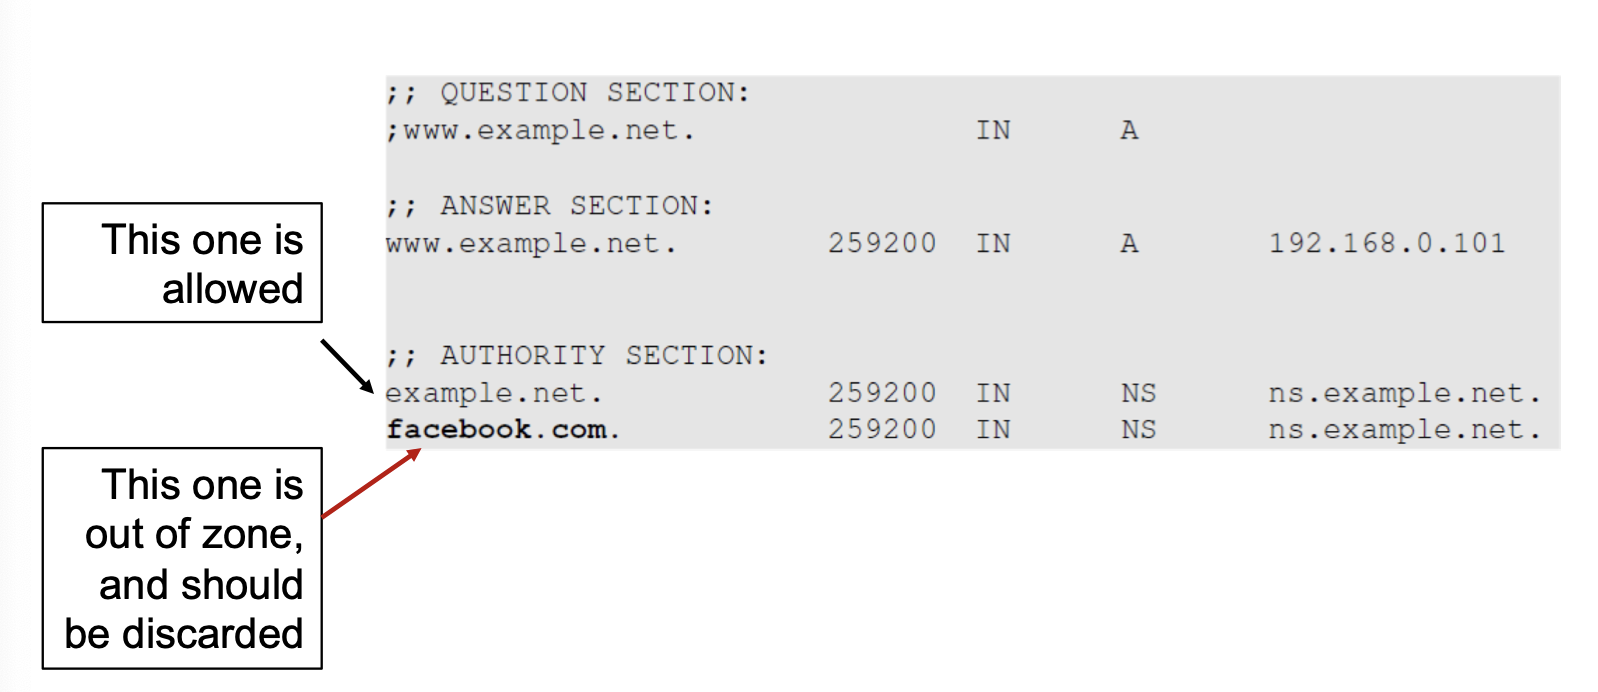 ;; QUESTION SECTION:
;www.example.net. IN A
;; ANSWER SECTION:
www.example.net. 259200 IN A 192.168.0.101
;; AUTHORITY SECTION:
example.net. 259200 IN NS ns.example.net.
facebook.com. 259200 IN NS ns.example.net.
This one is
allowed
This one is
out of zone,
and should
be discarded